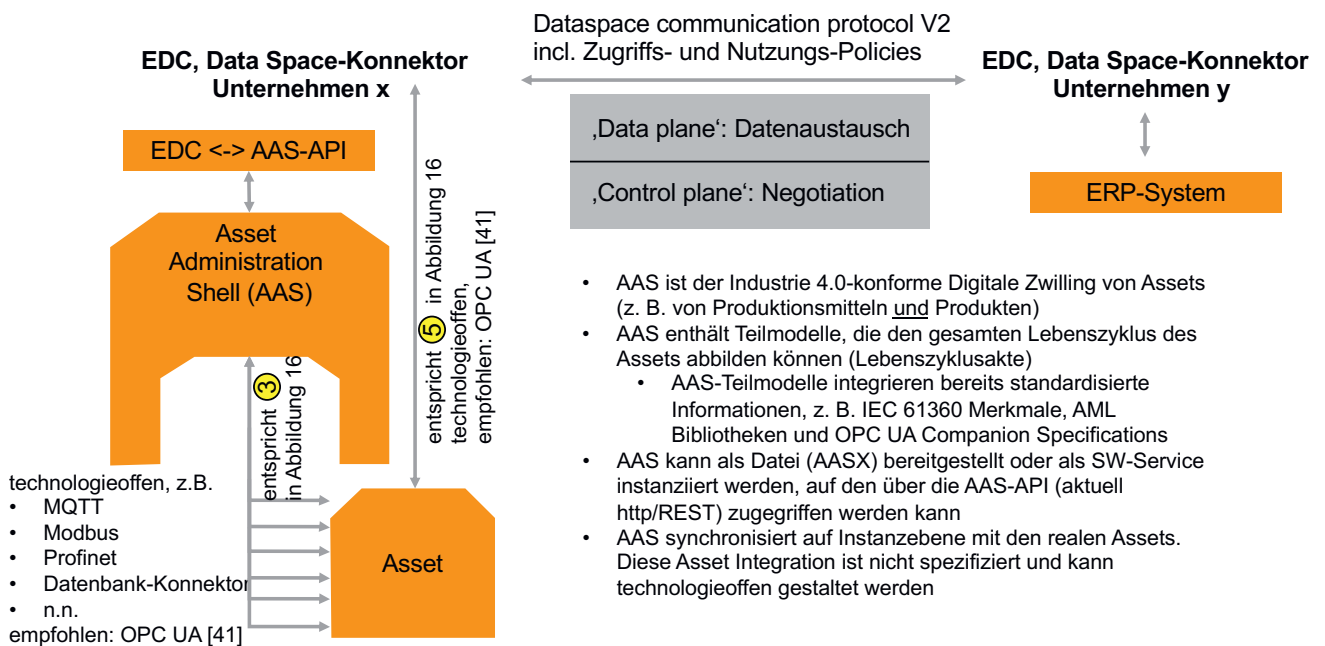 Dataspace communication protocol V2
incl. Zugriffs- und Nutzungs-Policies
EDC, Data Space-Konnektor
Unternehmen x
EDC, Data Space-Konnektor
Unternehmen y
‚Data plane‘: Datenaustausch
‚Control plane‘: Negotiation
EDC <-> AAS-API
ERP-System
Asset
Administration
Shell (AAS)
entspricht 5 in Abbildung 16
technologieoffen,
empfohlen: OPC UA [41]
entspricht 3
in Abbildung 16
technologieoffen, z.B.
• MQTT
• Modbus
• Profinet
• Datenbank-Konnektor
• n.n.
empfohlen: OPC UA [41]
Asset
• AAS ist der Industrie 4.0-konforme Digitale Zwilling von Assets
(z. B. von Produktionsmitteln und Produkten)
• AAS enthält Teilmodelle, die den gesamten Lebenszyklus des
Assets abbilden können (Lebenszyklusakte)
• AAS-Teilmodelle integrieren bereits standardisierte
Informationen, z. B. IEC 61360 Merkmale, AML
Bibliotheken und OPC UA Companion Specifications
• AAS kann als Datei (AASX) bereitgestellt oder als SW-Service
instanziiert werden, auf den über die AAS-API (aktuell
http/REST) zugegriffen werden kann
• AAS synchronisiert auf Instanzebene mit den realen Assets.
Diese Asset Integration ist nicht spezifiziert und kann
technologieoffen gestaltet werden